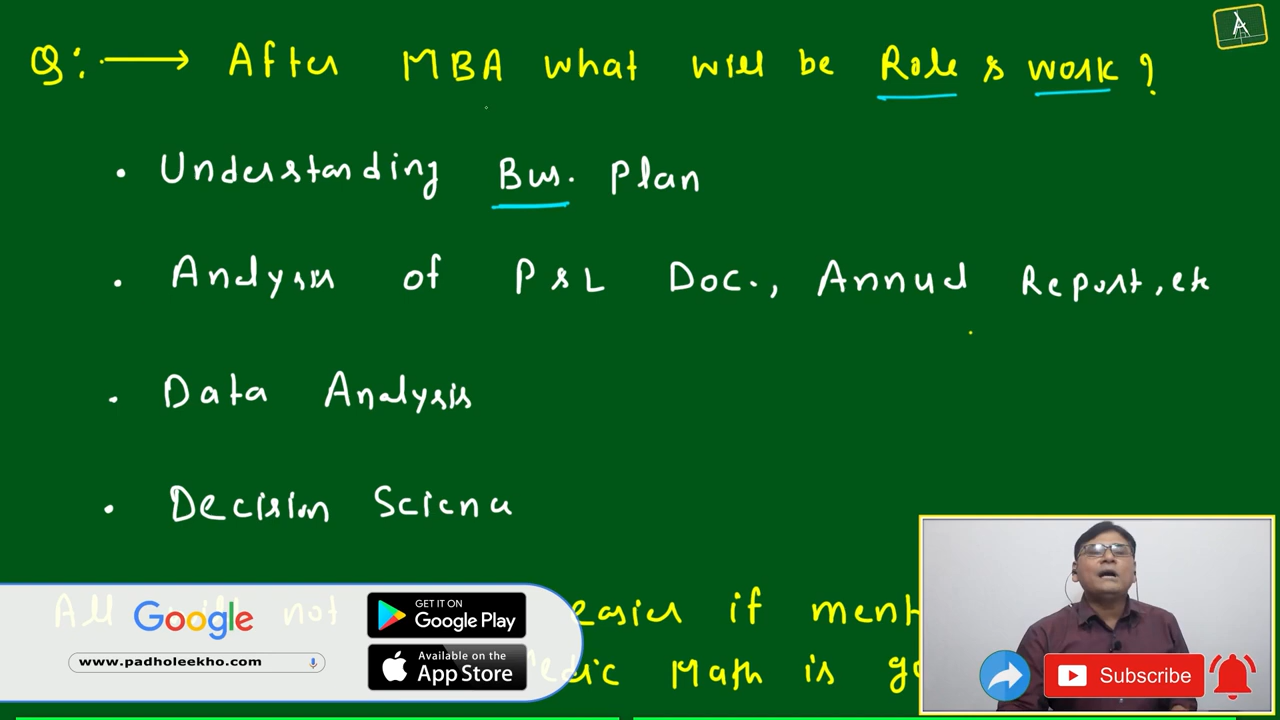 Q: → After MBA what will be Role & work ?
• Understanding Bus. Plan
• Analysis of P & L Doc., Annual Report, etc
• Data Analysis
• Decision Science
All not easier if
Math is
Google
www.padholeekho.com
GET IT ON
Google Play
Available on the
App Store
Subscribe